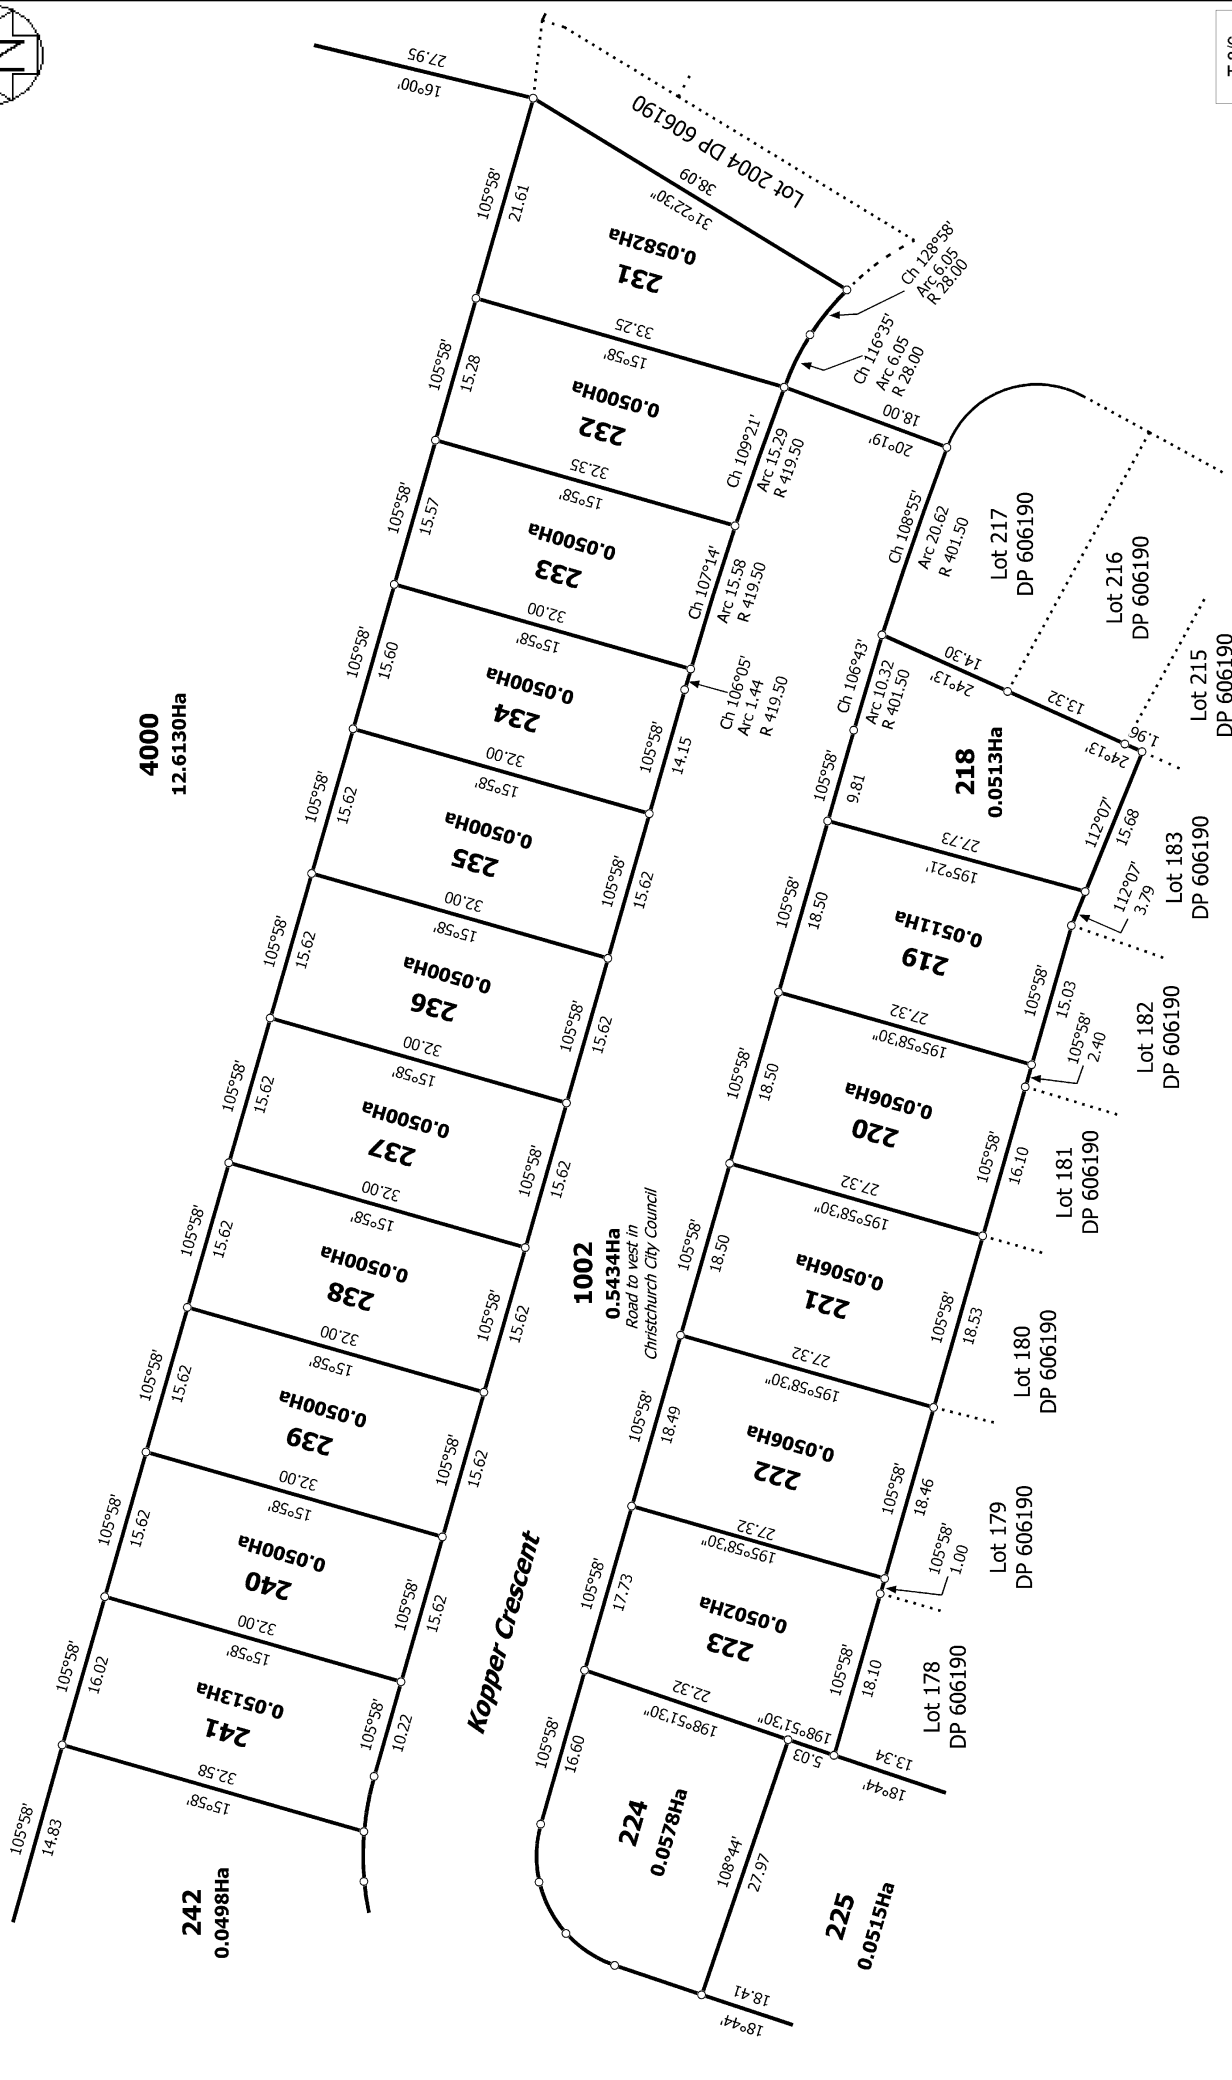 N
27.95
16°00'
Lot 2004 DP 606190
105°58'
21.61
38.09
31°22'30"
231
0.0582Ha
33.25
15°58'
Ch 128°58'
Arc 6.05
R 28.00
Ch 116°35'
Arc 6.05
R 28.00
105°58'
15.28
232
0.0500Ha
Ch 109°21'
Arc 15.29
R 419.50
18.00
20°19'
32.35
15°58'
105°58'
15.57
233
0.0500Ha
Ch 107°14'
Arc 15.58
R 419.50
Ch 108°55'
Arc 20.62
R 401.50
Lot 217
DP 606190
Lot 216
DP 606190
Lot 215
DP 606190
32.00
15°58'
105°58'
15.60
234
0.0500Ha
Ch 106°05'
Arc 1.44
R 419.50
105°58'
14.15
Ch 106°43'
Arc 10.32
R 401.50
14.30
24°13'
13.32
1.96
24°13'
4000
12.6130Ha
32.00
15°58'
105°58'
9.81
218
0.0513Ha
112°07'
15.68
Lot 183
DP 606190
105°58'
15.62
235
0.0500Ha
105°58'
15.62
27.73
195°21'
112°07'
3.79
32.00
15°58'
105°58'
18.50
219
0.0511Ha
105°58'
15.03
105°58'
15.62
236
0.0500Ha
105°58'
15.62
27.32
195°58'30"
105°58'
2.40
Lot 182
DP 606190
32.00
15°58'
105°58'
15.62
237
0.0500Ha
105°58'
15.62
105°58'
18.50
220
0.0506Ha
105°58'
16.10
Lot 181
DP 606190
32.00
15°58'
27.32
195°58'30"
105°58'
15.62
238
0.0500Ha
105°58'
15.62
1002
0.5434Ha
Road to vest in
Christchurch City Council
105°58'
18.50
221
0.0506Ha
105°58'
18.53
Lot 180
DP 606190
32.00
15°58'
27.32
195°58'30"
105°58'
15.62
239
0.0500Ha
105°58'
15.62
105°58'
18.49
222
0.0506Ha
105°58'
18.46
Lot 179
DP 606190
32.00
15°58'
27.32
195°58'30"
105°58'
1.00
105°58'
15.62
240
0.0500Ha
105°58'
15.62
Kopper Crescent
105°58'
17.73
223
0.0502Ha
105°58'
18.10
Lot 178
DP 606190
32.00
15°58'
22.32
198°51'30"
198°51'30"
5.03
13.34
18°44'
105°58'
16.02
241
0.0513Ha
105°58'
10.22
105°58'
16.60
32.58
15°58'
224
0.0578Ha
108°44'
27.97
105°58'
14.83
242
0.0498Ha
225
0.0515Ha
18.41
18°44'